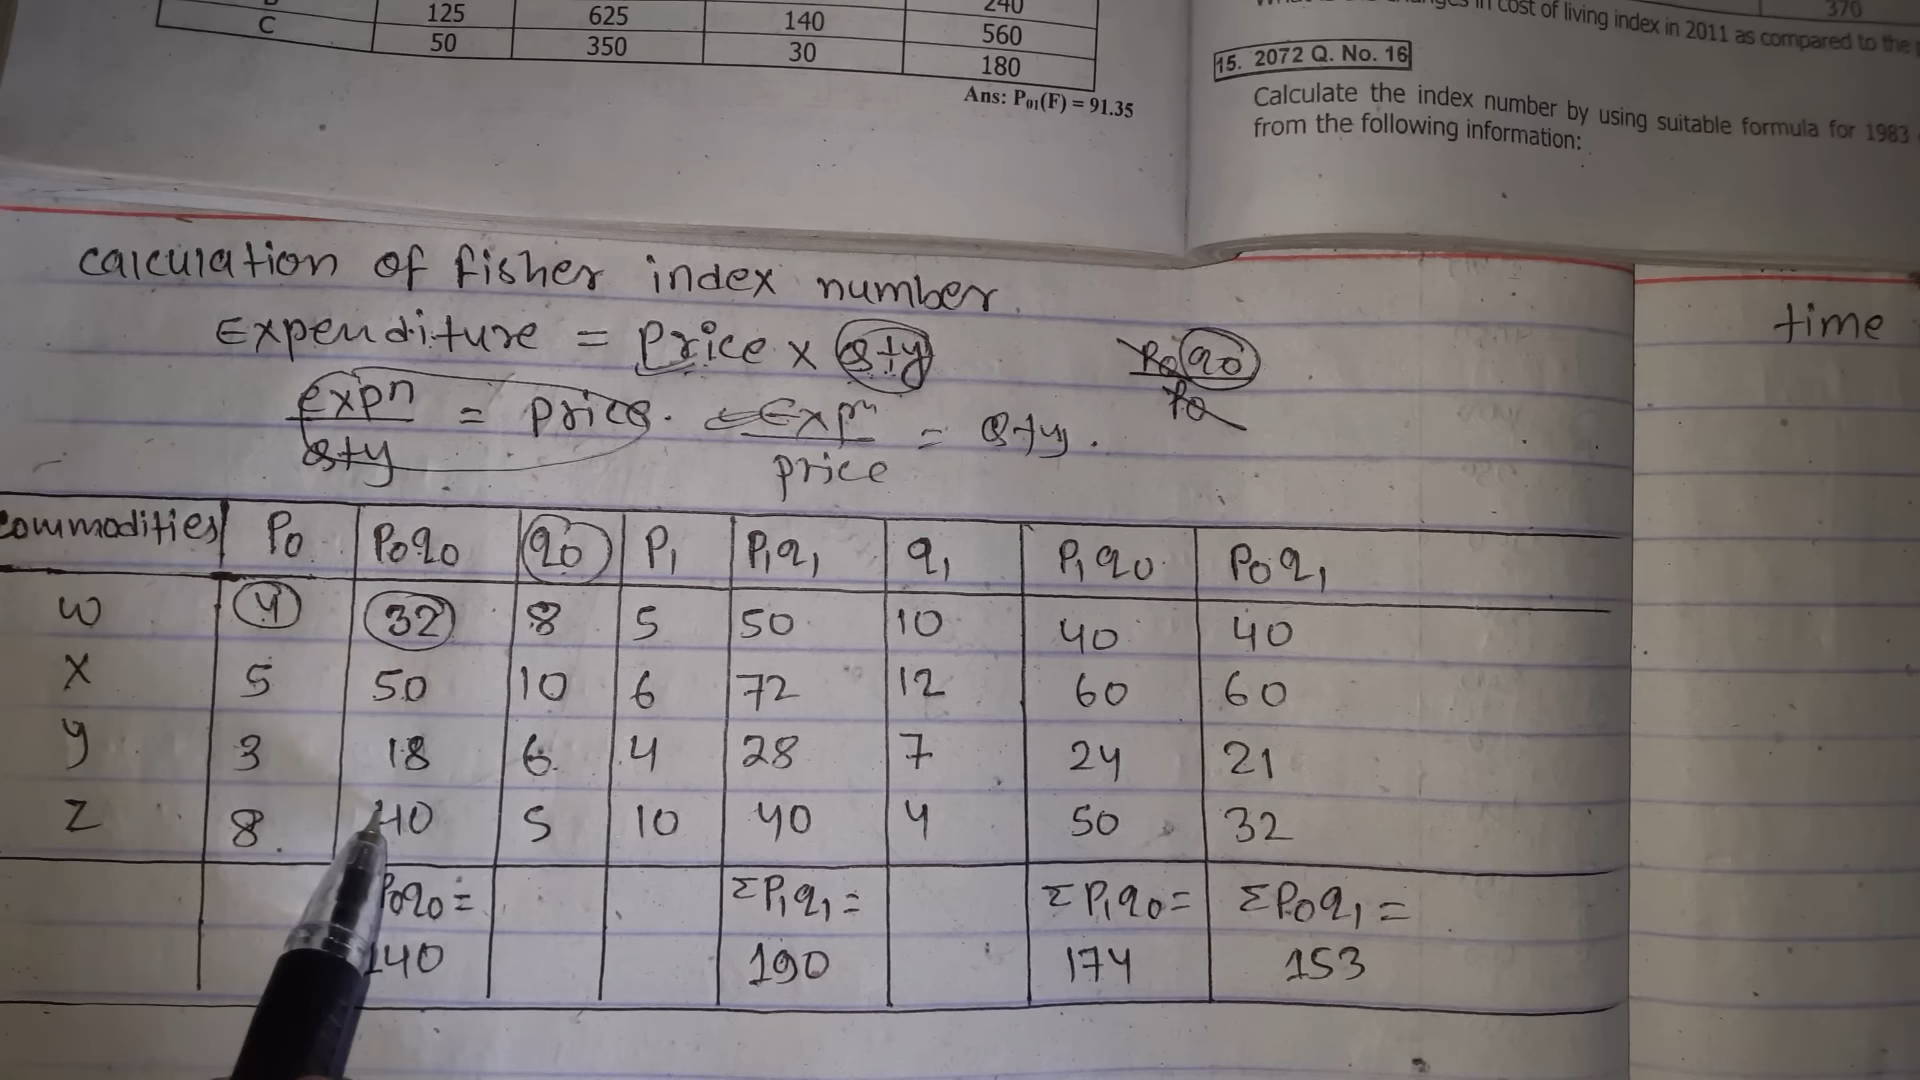 240
125 625 140 560
C 50 350 30 180
Ans: P₀₁(F) = 91.35
in cost of living index in 2011 as compared to the
370
15. 2072 Q. No. 16
Calculate the index number by using suitable formula for 1983
from the following information:
calculation of fisher index number.
Expenditure = Price x Qty
P₀q₀
P₀
expⁿ = price. Expⁿ = Qty.
Qty price
time
commodities P₀ P₀q₀ q₀ P₁ P₁q₁ q₁ P₁q₀ P₀q₁
W 4 32 8 5 50 10 40 40
X 5 50 10 6 72 12 60 60
y 3 18 6 4 28 7 24 21
Z 8 40 5 10 40 4 50 32
P₀q₀ = ΣP₁q₁ = ΣP₁q₀ = ΣP₀q₁ =
140 190 174 153